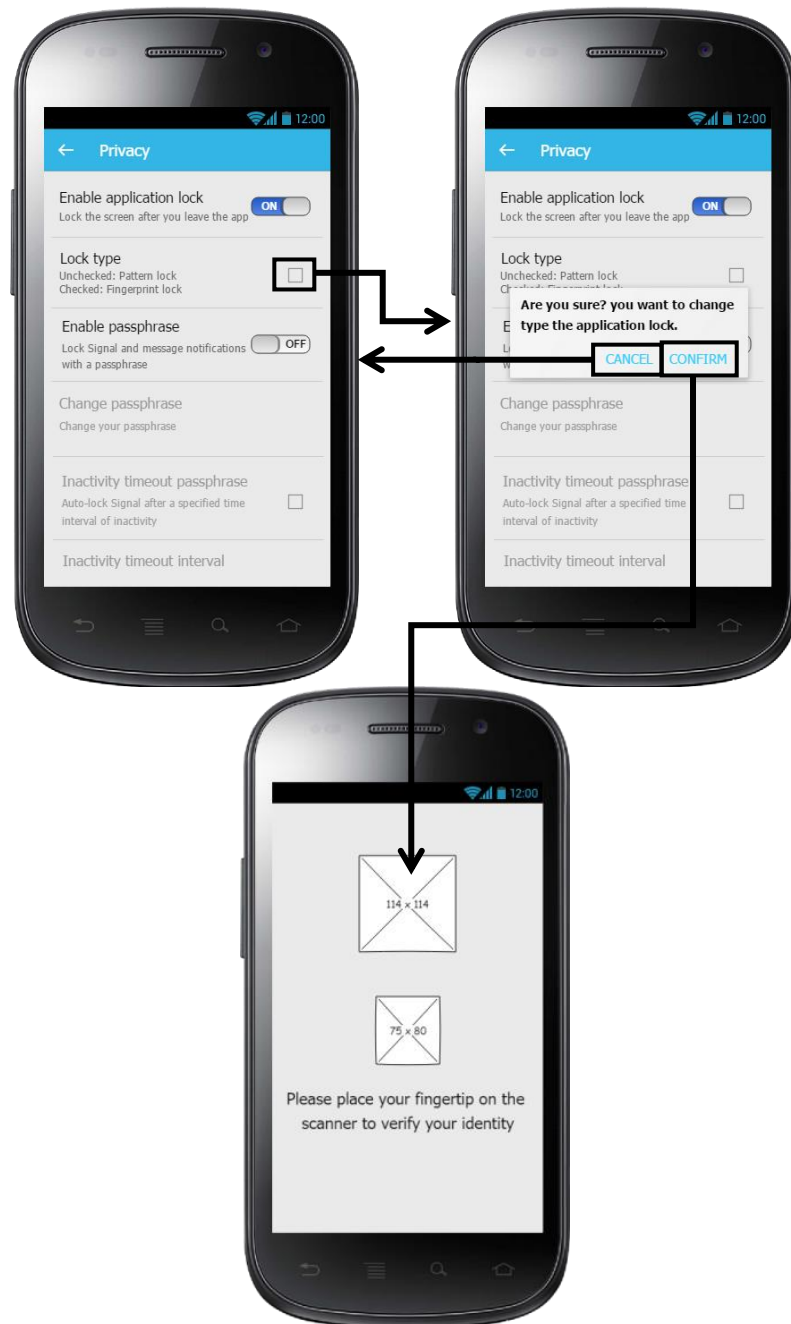 12:00
Privacy
Enable application lock
Lock the screen after you leave the app
ON
Lock type
Unchecked: Pattern lock
Checked: Fingerprint lock
Enable passphrase
Lock Signal and message notifications
with a passphrase
OFF
Change passphrase
Change your passphrase
Inactivity timeout passphrase
Auto-lock Signal after a specified time
interval of inactivity
Inactivity timeout interval
12:00
Privacy
Enable application lock
Lock the screen after you leave the app
ON
Lock type
Unchecked: Pattern lock
Checked: Fingerprint lock
Are you sure? you want to change
type the application lock.
CANCEL CONFIRM
Change passphrase
Change your passphrase
Inactivity timeout passphrase
Auto-lock Signal after a specified time
interval of inactivity
Inactivity timeout interval
12:00
114 x 114
75 x 80
Please place your fingertip on the
scanner to verify your identity